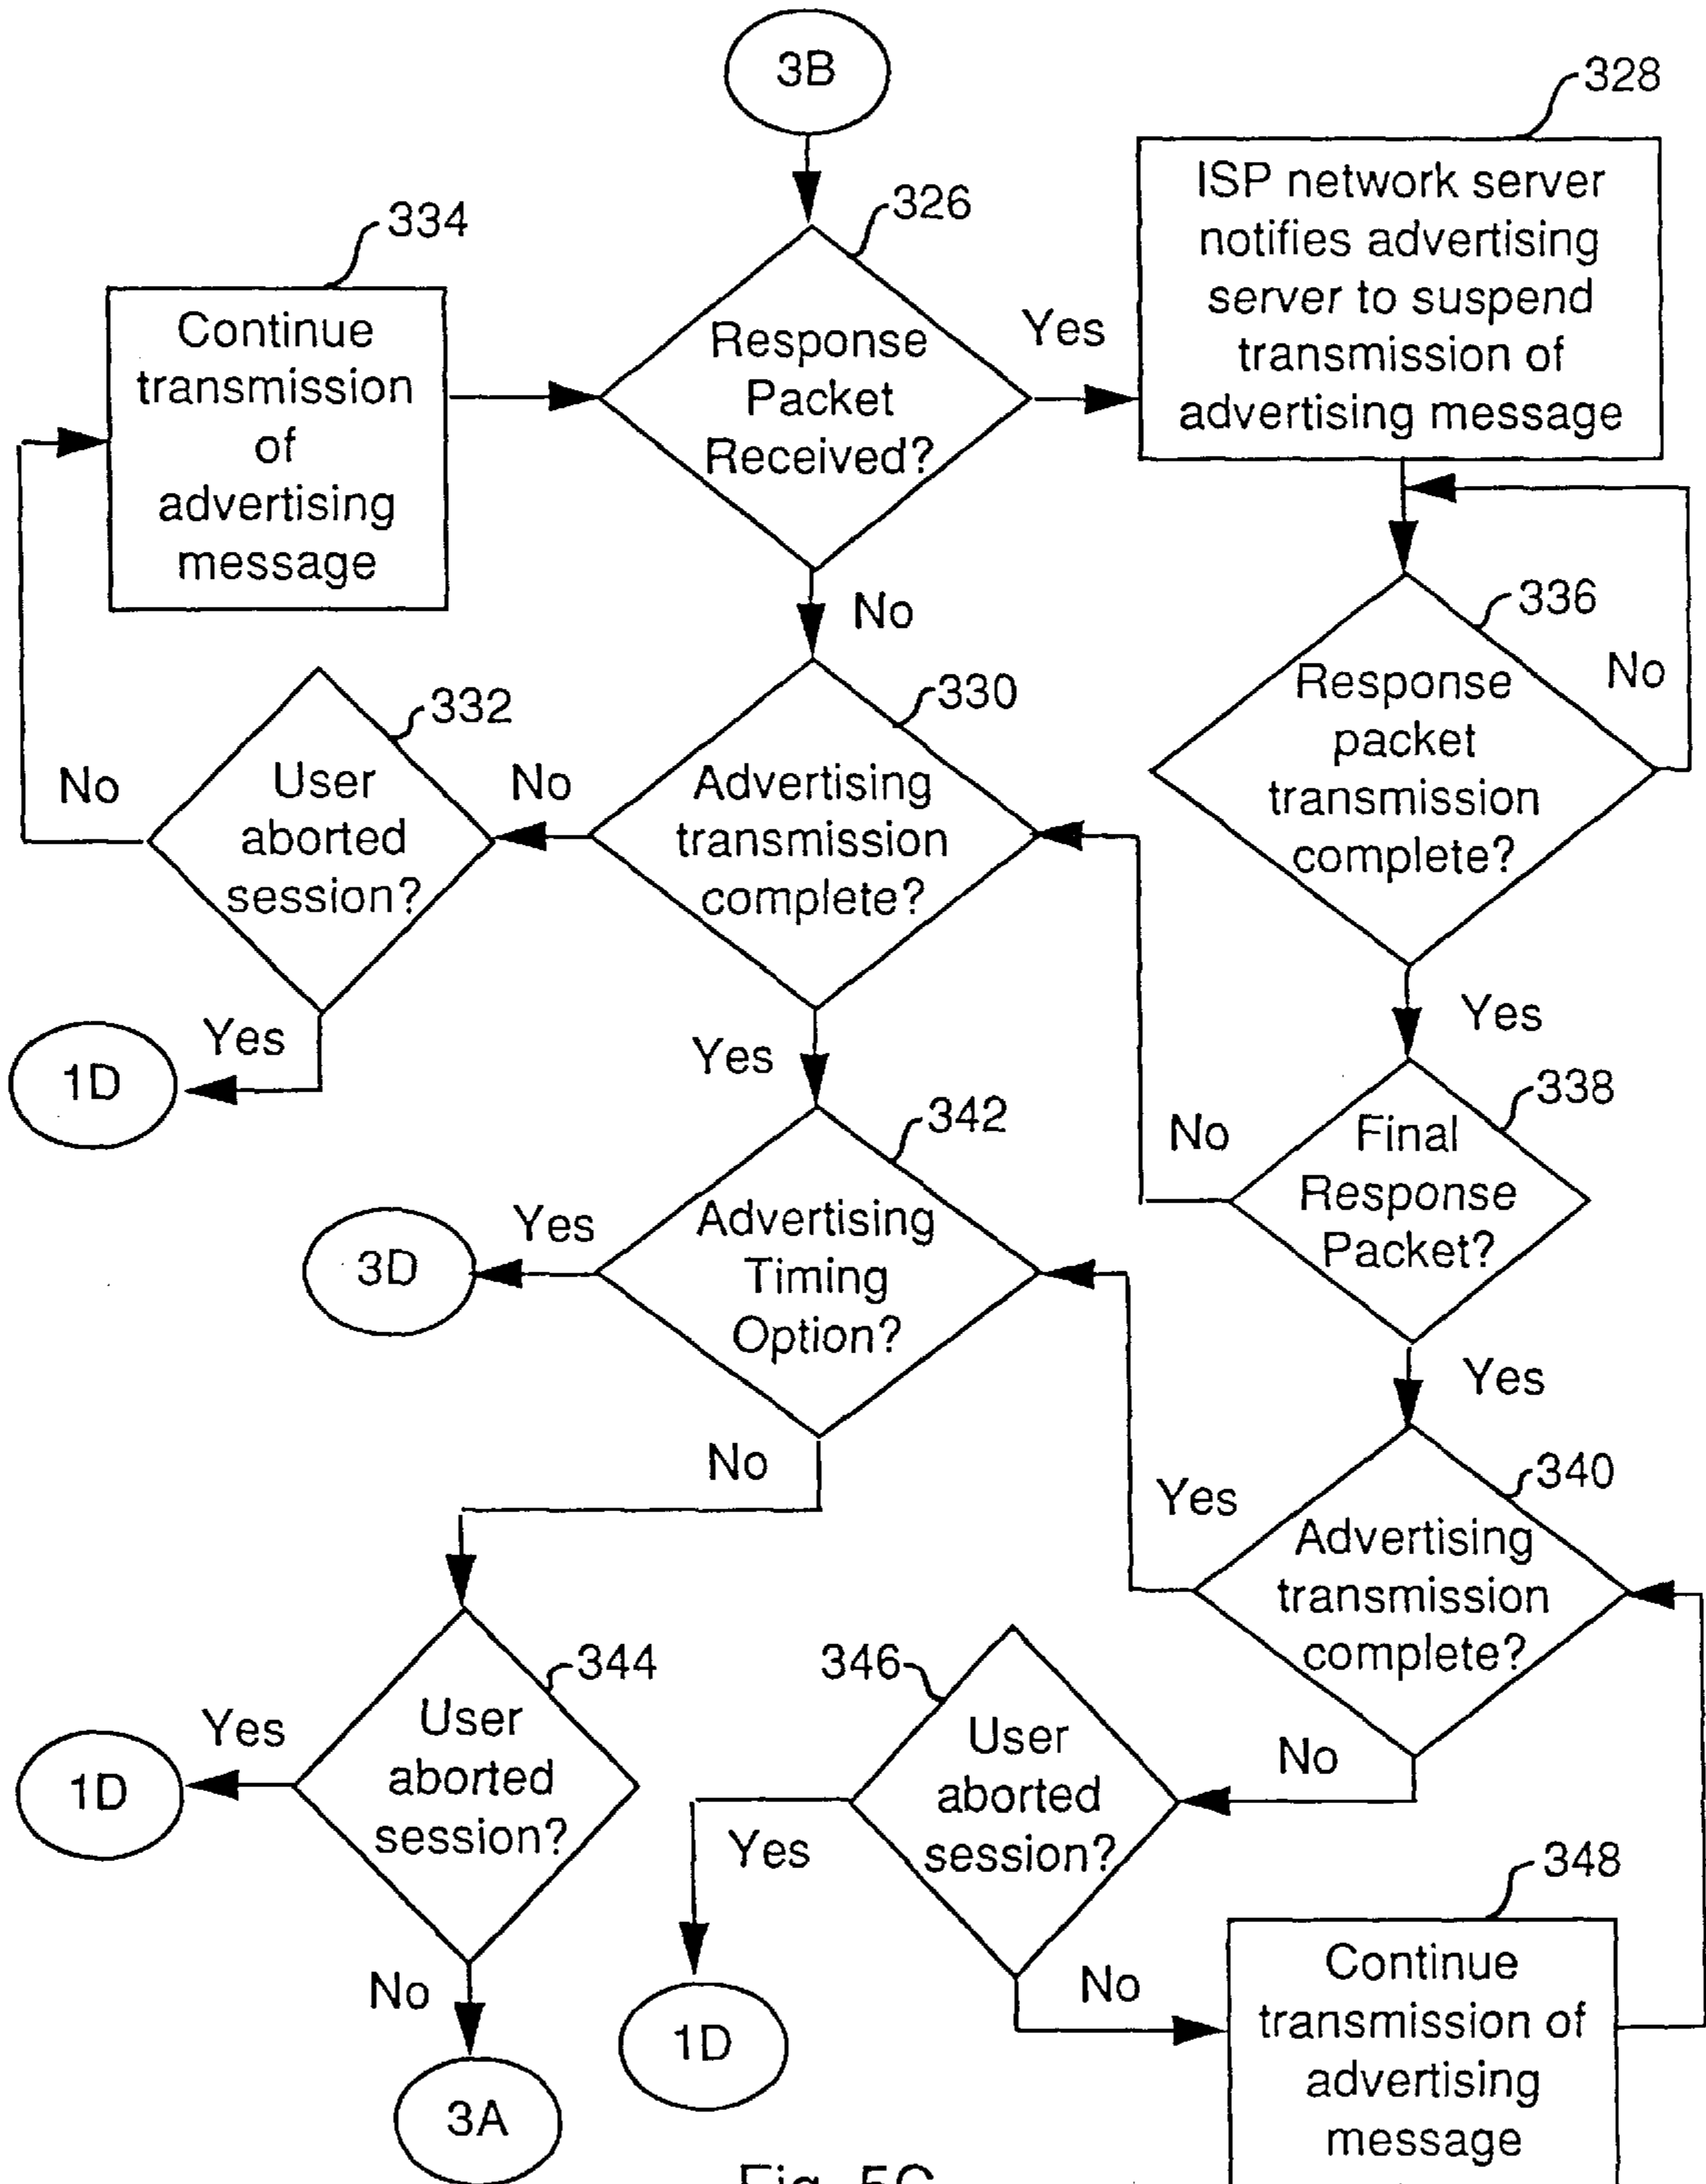 3B
328
ISP network server
notifies advertising
server to suspend
transmission of
advertising message
326
334
Continue
transmission
of
advertising
message
Response
Packet
Received?
Yes
No
336
Response
packet
transmission
complete?
No
330
332
User
aborted
session?
No
No
Advertising
transmission
complete?
Yes
1D
Yes
Yes
342
338
Final
Response
Packet?
No
Advertising
Timing
Option?
Yes
3D
Yes
No
340
Advertising
transmission
complete?
Yes
344
User
aborted
session?
Yes
1D
346
User
aborted
session?
No
Yes
348
Continue
transmission of
advertising
message
No
No
1D
3A
Fig. 5C